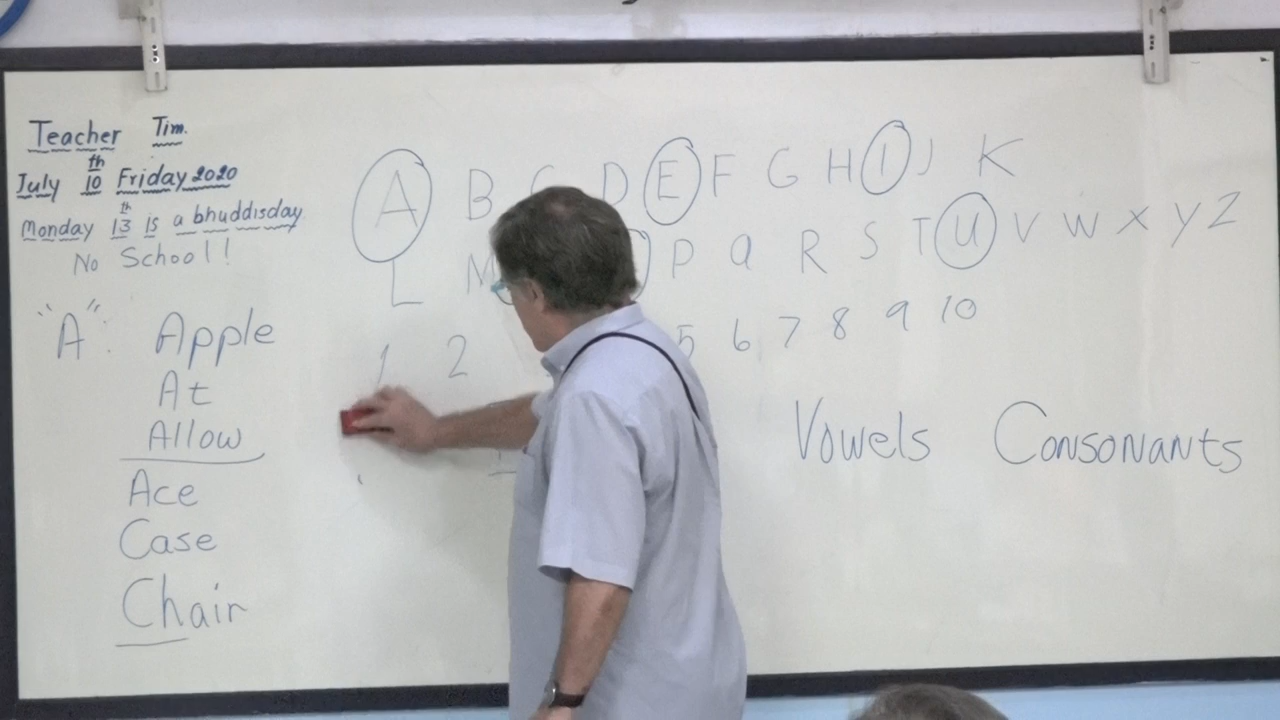 Teacher Tim.
July 10th Friday 2020
Monday 13th is a bhuddisday
No School!
"A": Apple
At
Allow
Ace
Case
Chair
A B C D E F G H I J K
L M P Q R S T U V W X Y Z
1 2 5 6 7 8 9 10
Vowels Consonants